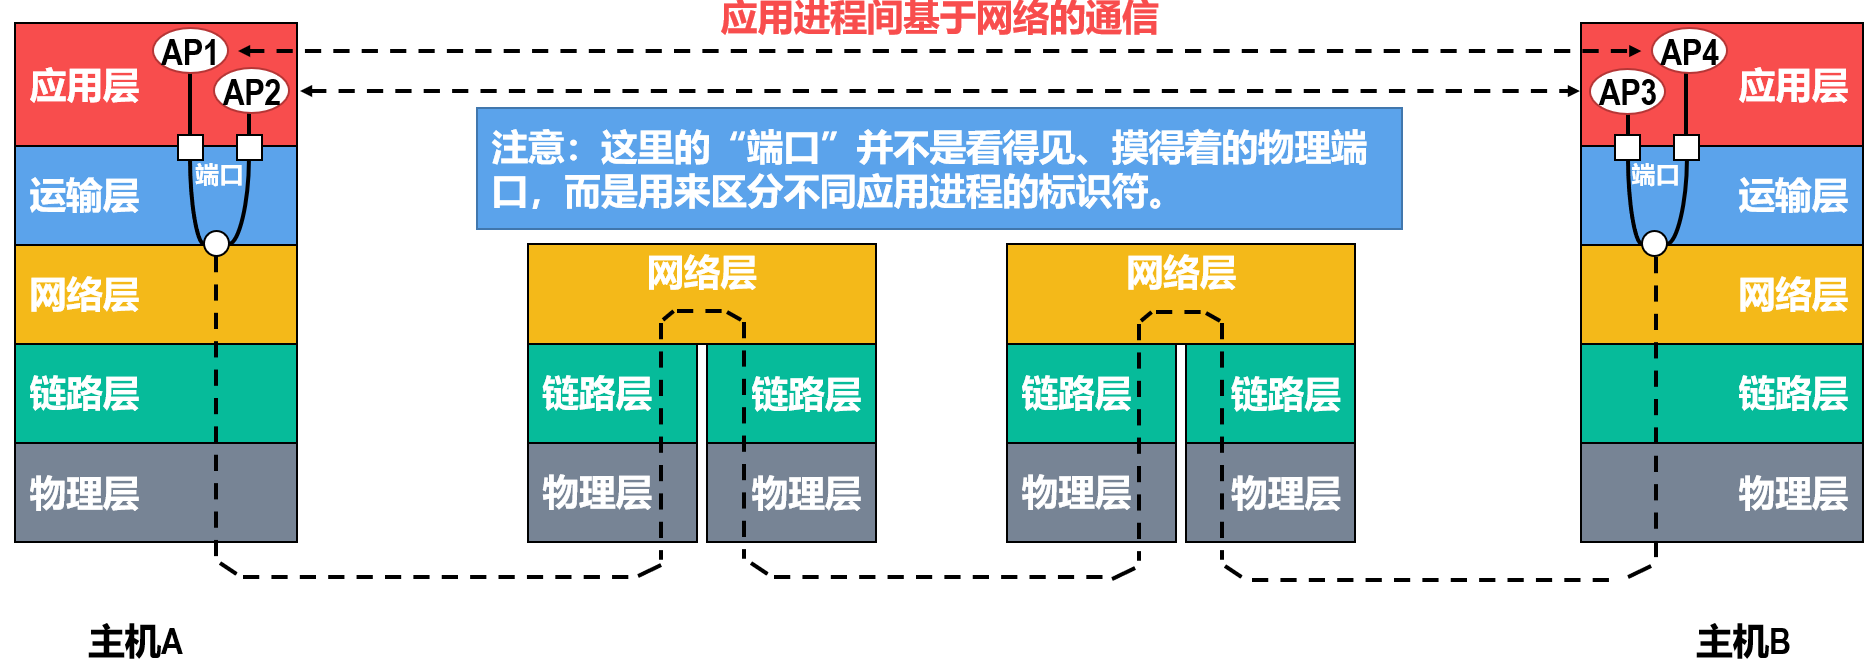 应用进程间基于网络的通信
AP1
AP2
应用层
端口
运输层
网络层
链路层
物理层
主机A
注意：这里的“端口”并不是看得见、摸得着的物理端
口，而是用来区分不同应用进程的标识符。
网络层
链路层
链路层
物理层
物理层
网络层
链路层
链路层
物理层
物理层
AP4
AP3
应用层
端口
运输层
网络层
链路层
物理层
主机B